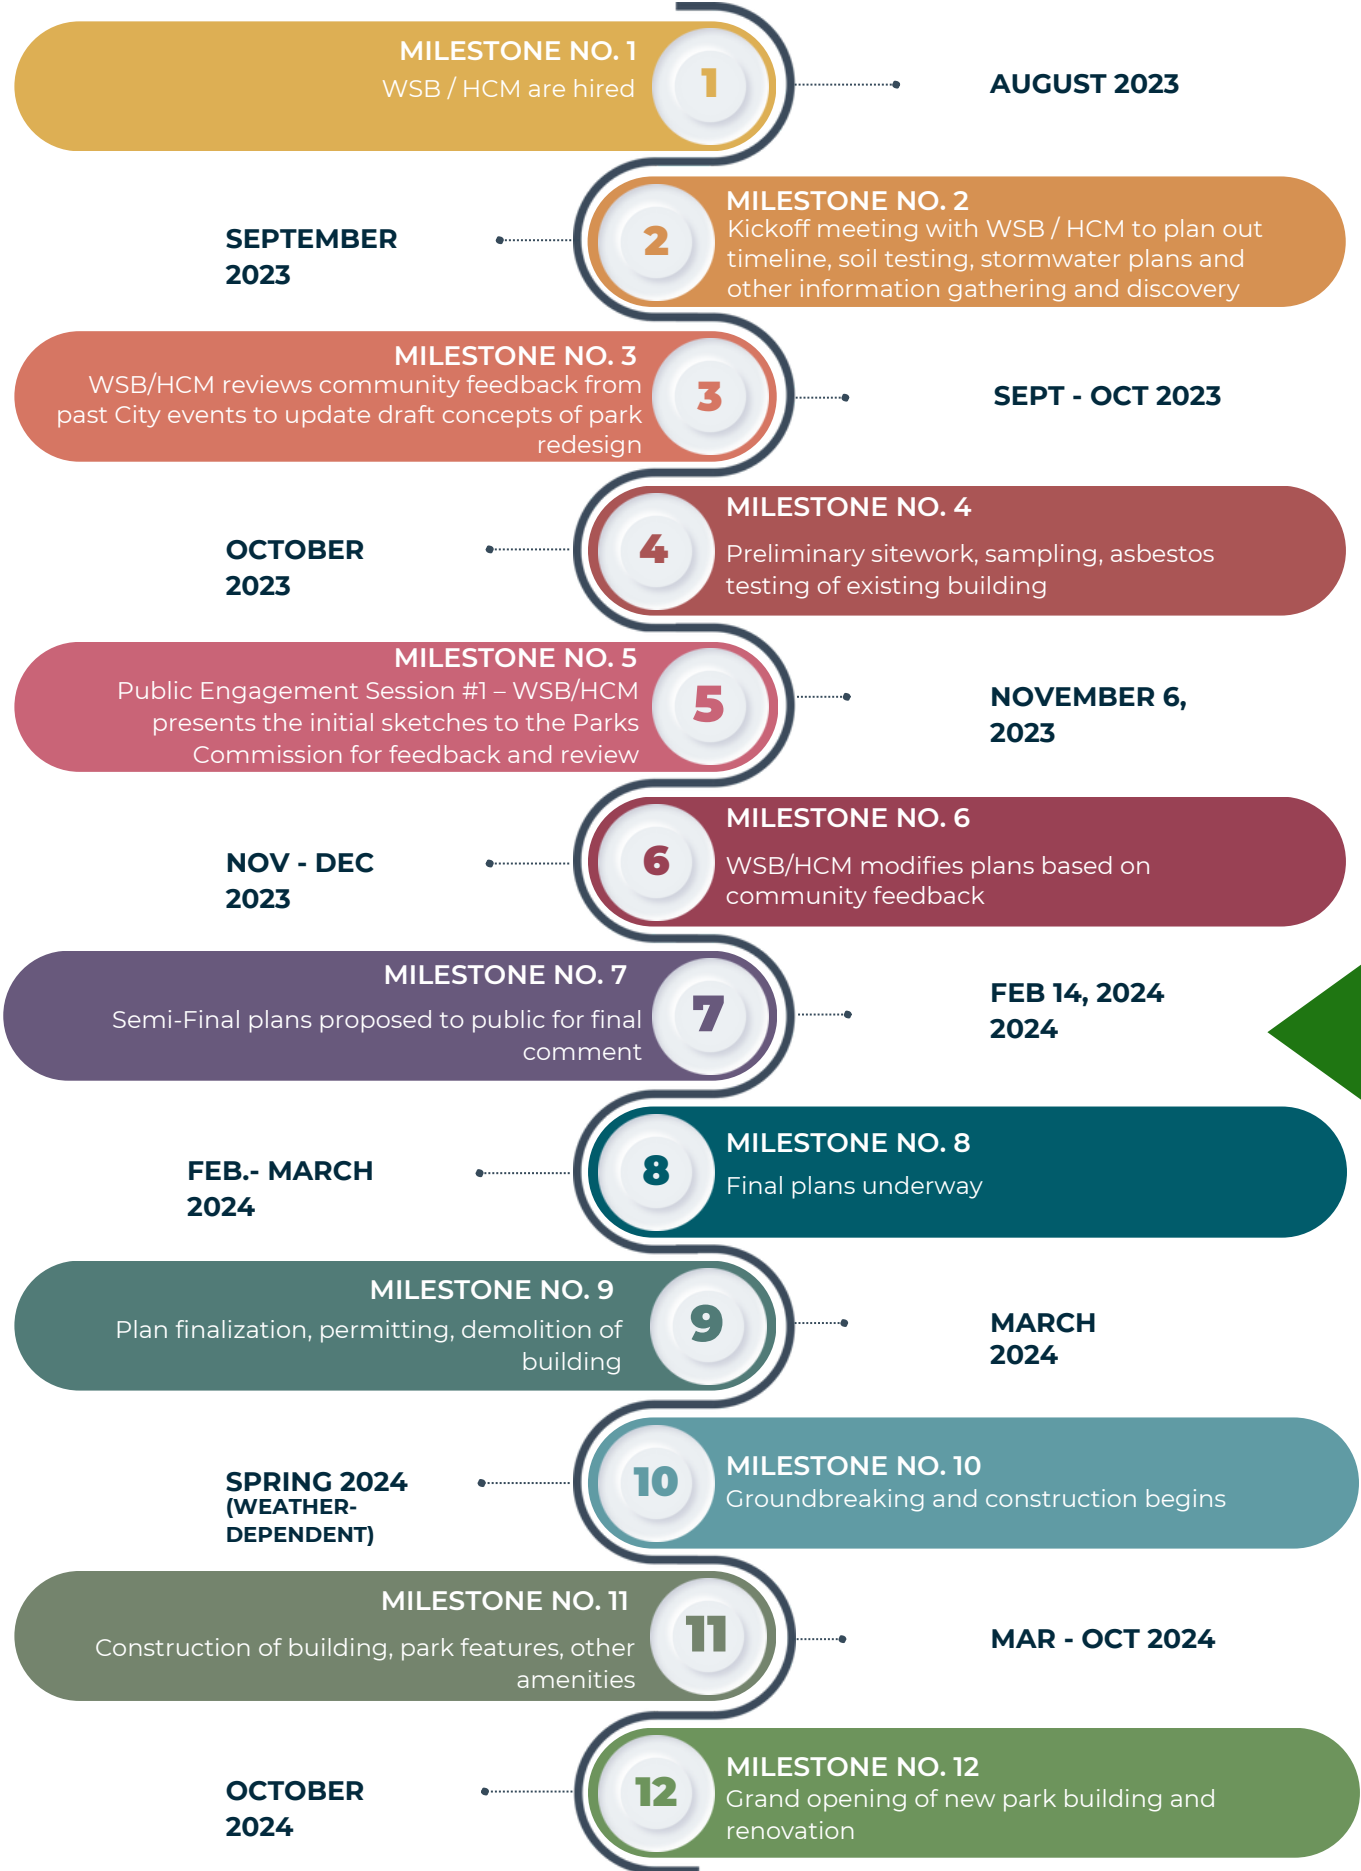 MILESTONE NO. 1
WSB / HCM are hired
1
AUGUST 2023
SEPTEMBER
2023
2
MILESTONE NO. 2
Kickoff meeting with WSB / HCM to plan out
timeline, soil testing, stormwater plans and
other information gathering and discovery
MILESTONE NO. 3
WSB/HCM reviews community feedback from
past City events to update draft concepts of park
redesign
3
SEPT - OCT 2023
OCTOBER
2023
4
MILESTONE NO. 4
Preliminary sitework, sampling, asbestos
testing of existing building
MILESTONE NO. 5
Public Engagement Session #1 – WSB/HCM
presents the initial sketches to the Parks
Commission for feedback and review
5
NOVEMBER 6,
2023
NOV - DEC
2023
6
MILESTONE NO. 6
WSB/HCM modifies plans based on
community feedback
MILESTONE NO. 7
Semi-Final plans proposed to public for final
comment
7
FEB 14, 2024
2024
FEB.- MARCH
2024
8
MILESTONE NO. 8
Final plans underway
MILESTONE NO. 9
Plan finalization, permitting, demolition of
building
9
MARCH
2024
SPRING 2024
(WEATHER-
DEPENDENT)
10
MILESTONE NO. 10
Groundbreaking and construction begins
MILESTONE NO. 11
Construction of building, park features, other
amenities
11
MAR - OCT 2024
OCTOBER
2024
12
MILESTONE NO. 12
Grand opening of new park building and
renovation